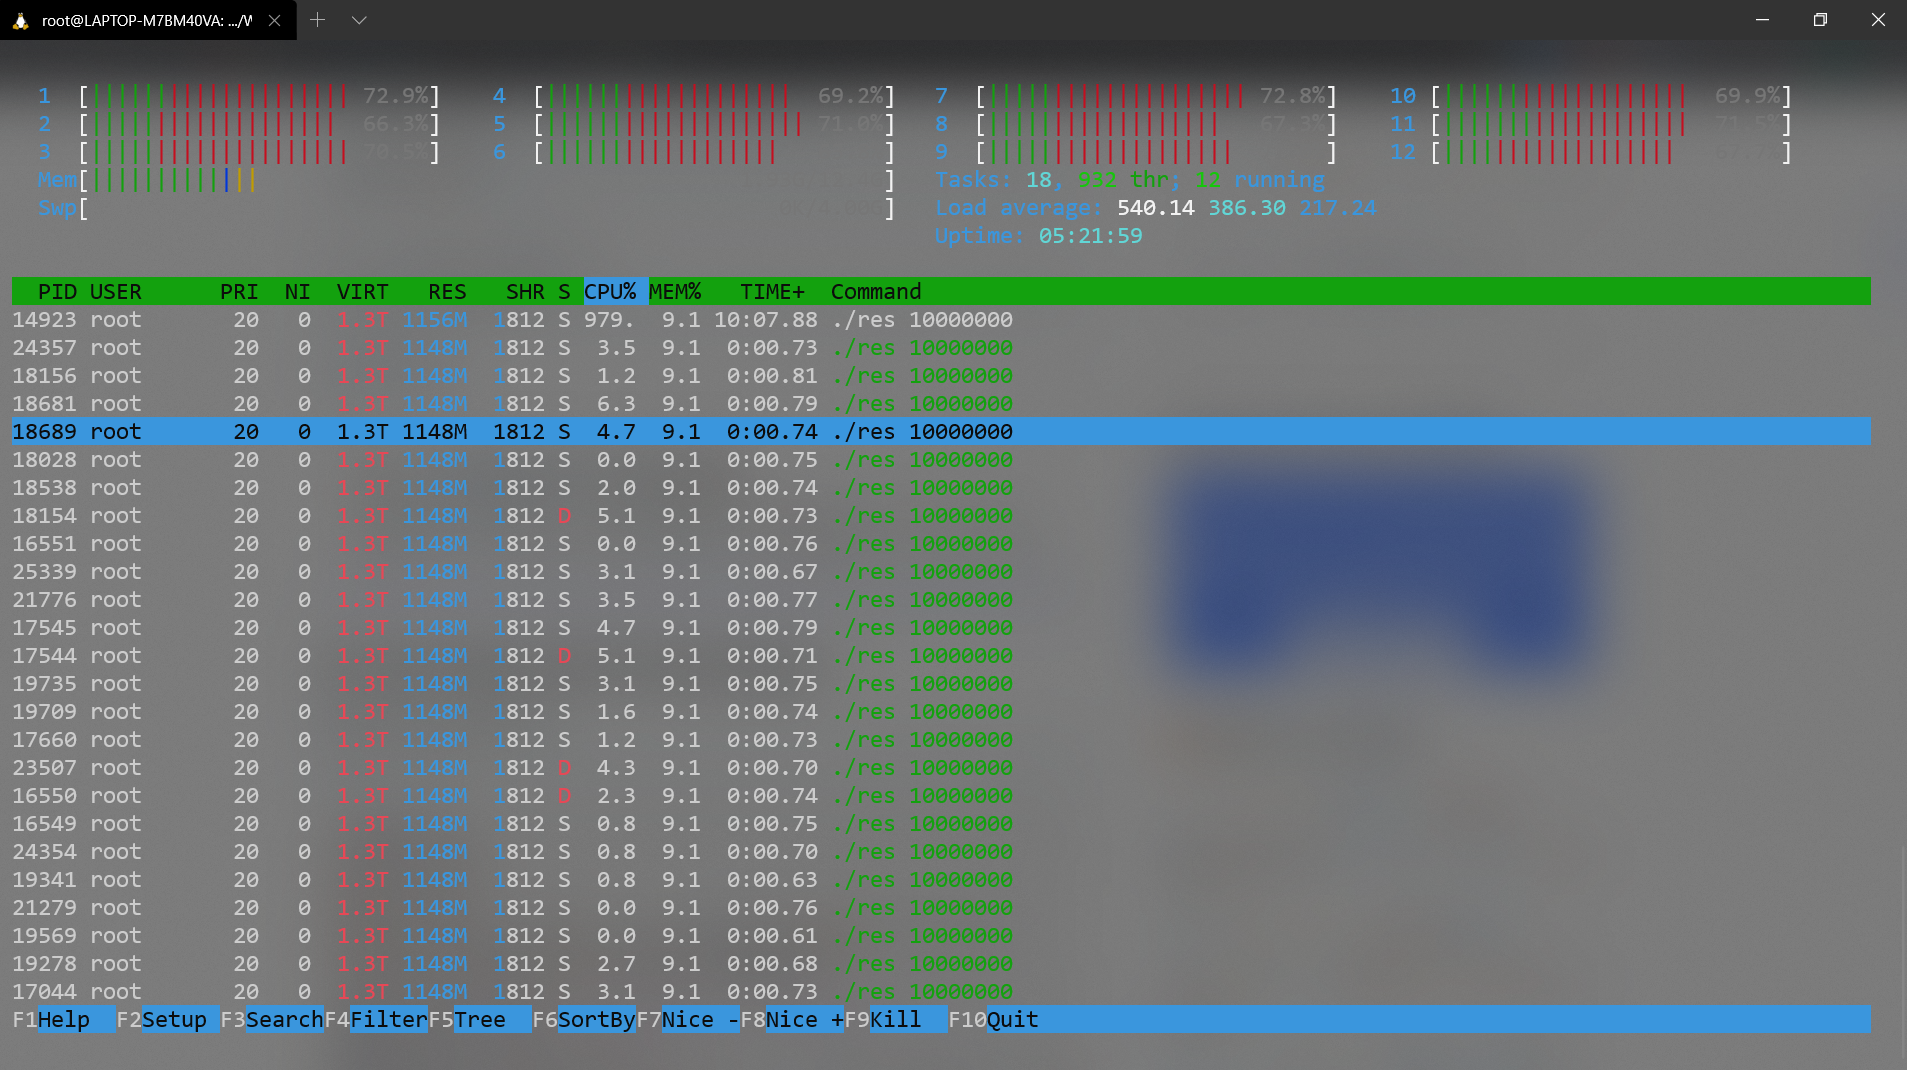 root@LAPTOP-M7BM40VA: .../W
1 [ 72.9%] 4 [ 69.2%] 7 [ 72.8%] 10 [ 69.9%]
2 [ 66.3%] 5 [ 71.0%] 8 [ 67.3%] 11 [ 71.5%]
3 [ 70.5%] 6 [ ] 9 [ ] 12 [ 67.7%]
Mem[ ] Tasks: 18, 932 thr; 12 running
Swp[ 0K/4.00G] Load average: 540.14 386.30 217.24
Uptime: 05:21:59
PID USER PRI NI VIRT RES SHR S CPU% MEM% TIME+ Command
14923 root 20 0 1.3T 1156M 1812 S 979. 9.1 10:07.88 ./res 10000000
24357 root 20 0 1.3T 1148M 1812 S 3.5 9.1 0:00.73 ./res 10000000
18156 root 20 0 1.3T 1148M 1812 S 1.2 9.1 0:00.81 ./res 10000000
18681 root 20 0 1.3T 1148M 1812 S 6.3 9.1 0:00.79 ./res 10000000
18689 root 20 0 1.3T 1148M 1812 S 4.7 9.1 0:00.74 ./res 10000000
18028 root 20 0 1.3T 1148M 1812 S 0.0 9.1 0:00.75 ./res 10000000
18538 root 20 0 1.3T 1148M 1812 S 2.0 9.1 0:00.74 ./res 10000000
18154 root 20 0 1.3T 1148M 1812 D 5.1 9.1 0:00.73 ./res 10000000
16551 root 20 0 1.3T 1148M 1812 S 0.0 9.1 0:00.76 ./res 10000000
25339 root 20 0 1.3T 1148M 1812 S 3.1 9.1 0:00.67 ./res 10000000
21776 root 20 0 1.3T 1148M 1812 S 3.5 9.1 0:00.77 ./res 10000000
17545 root 20 0 1.3T 1148M 1812 S 4.7 9.1 0:00.79 ./res 10000000
17544 root 20 0 1.3T 1148M 1812 D 5.1 9.1 0:00.71 ./res 10000000
19735 root 20 0 1.3T 1148M 1812 S 3.1 9.1 0:00.75 ./res 10000000
19709 root 20 0 1.3T 1148M 1812 S 1.6 9.1 0:00.74 ./res 10000000
17660 root 20 0 1.3T 1148M 1812 S 1.2 9.1 0:00.73 ./res 10000000
23507 root 20 0 1.3T 1148M 1812 D 4.3 9.1 0:00.70 ./res 10000000
16550 root 20 0 1.3T 1148M 1812 D 2.3 9.1 0:00.74 ./res 10000000
16549 root 20 0 1.3T 1148M 1812 S 0.8 9.1 0:00.75 ./res 10000000
24354 root 20 0 1.3T 1148M 1812 S 0.8 9.1 0:00.70 ./res 10000000
19341 root 20 0 1.3T 1148M 1812 S 0.8 9.1 0:00.63 ./res 10000000
21279 root 20 0 1.3T 1148M 1812 S 0.0 9.1 0:00.76 ./res 10000000
19569 root 20 0 1.3T 1148M 1812 S 0.0 9.1 0:00.61 ./res 10000000
19278 root 20 0 1.3T 1148M 1812 S 2.7 9.1 0:00.68 ./res 10000000
17044 root 20 0 1.3T 1148M 1812 S 3.1 9.1 0:00.73 ./res 10000000
F1Help F2Setup F3SearchF4FilterF5Tree F6SortByF7Nice -F8Nice +F9Kill F10Quit